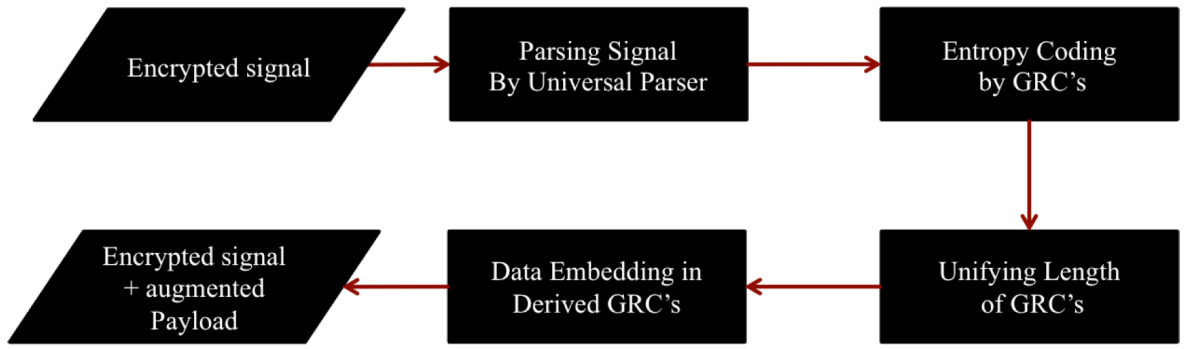 Encrypted signal
Parsing Signal
By Universal Parser
Entropy Coding
by GRC's
Unifying Length
of GRC's
Data Embedding in
Derived GRC's
Encrypted signal
+ augmented
Payload